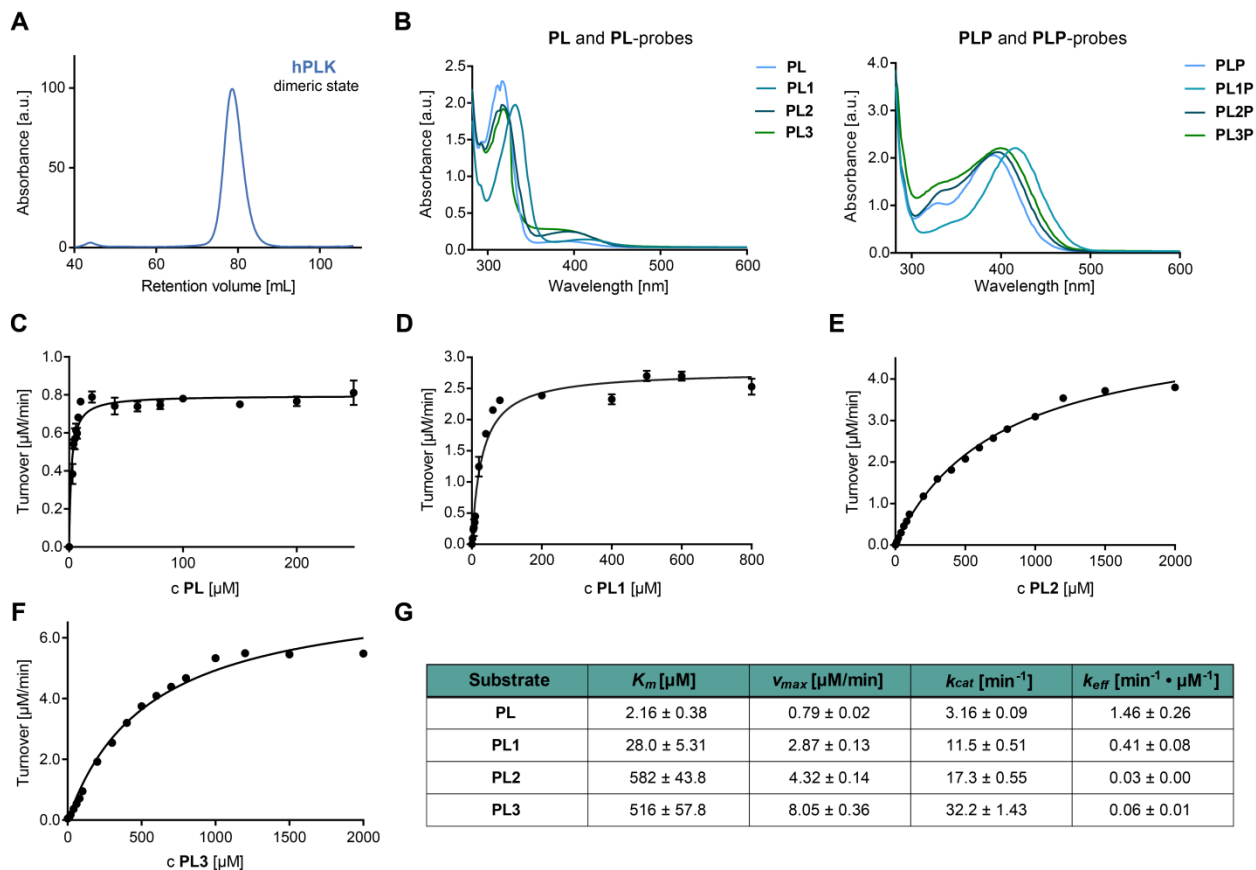 A
hPLK
dimeric state
100
50
0
40
60
80
100
Absorbance [a.u.]
Retention volume [mL]
B
PL and PL-probes
PL
PL1
PL2
PL3
2.5
2.0
1.5
1.0
0.5
0.0
300
400
500
600
Absorbance [a.u.]
Wavelength [nm]
PLP and PLP-probes
PLP
PL1P
PL2P
PL3P
4.0
3.0
2.0
1.0
0.0
300
400
500
600
Absorbance [a.u.]
Wavelength [nm]
C
1.0
0.8
0.6
0.4
0.2
0.0
0
100
200
Turnover [µM/min]
c PL [µM]
D
3.0
2.5
2.0
1.5
1.0
0.5
0.0
0
200
400
600
800
Turnover [µM/min]
c PL1 [µM]
E
4.0
3.0
2.0
1.0
0.0
0
500
1000
1500
2000
Turnover [µM/min]
c PL2 [µM]
F
6.0
4.0
2.0
0.0
0
500
1000
1500
2000
Turnover [µM/min]
c PL3 [µM]
G
Substrate Km [µM] vmax [µM/min] kcat [min-1] keff [min-1 • µM-1]
PL 2.16 ± 0.38 0.79 ± 0.02 3.16 ± 0.09 1.46 ± 0.26
PL1 28.0 ± 5.31 2.87 ± 0.13 11.5 ± 0.51 0.41 ± 0.08
PL2 582 ± 43.8 4.32 ± 0.14 17.3 ± 0.55 0.03 ± 0.00
PL3 516 ± 57.8 8.05 ± 0.36 32.2 ± 1.43 0.06 ± 0.01